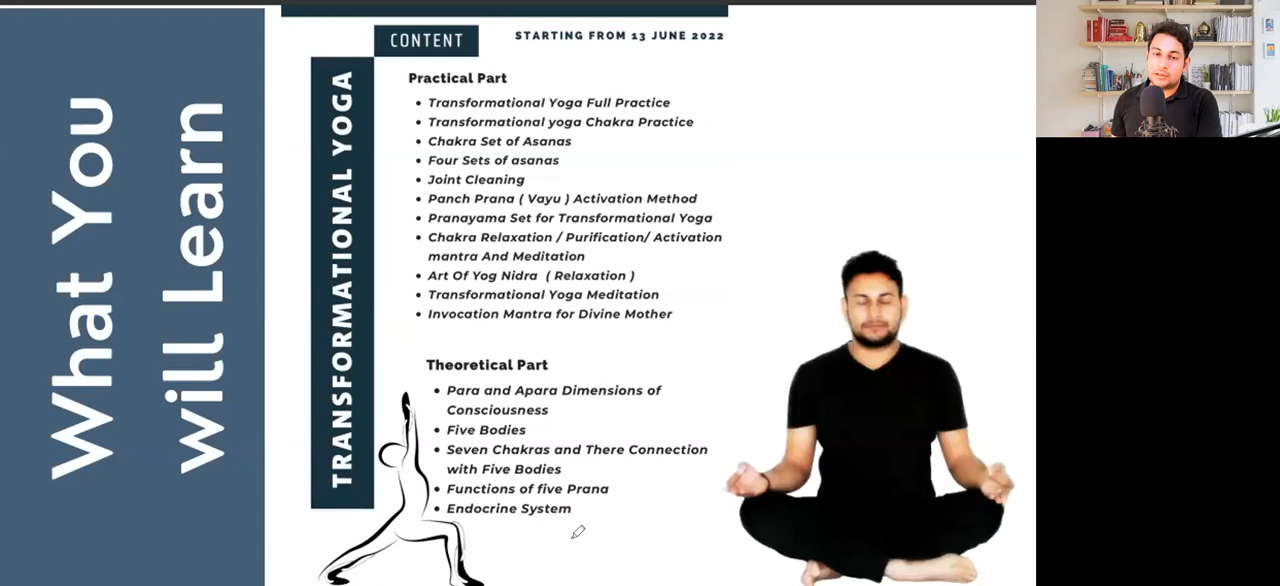 What You
will Learn
CONTENT
STARTING FROM 13 JUNE 2022
TRANSFORMATIONAL YOGA
Practical Part
• Transformational Yoga Full Practice
• Transformational yoga Chakra Practice
• Chakra Set of Asanas
• Four Sets of asanas
• Joint Cleaning
• Panch Prana ( Vayu ) Activation Method
• Pranayama Set for Transformational Yoga
• Chakra Relaxation / Purification/ Activation
mantra And Meditation
• Art Of Yog Nidra ( Relaxation )
• Transformational Yoga Meditation
• Invocation Mantra for Divine Mother
Theoretical Part
• Para and Apara Dimensions of
Consciousness
• Five Bodies
• Seven Chakras and There Connection
with Five Bodies
• Functions of five Prana
• Endocrine System